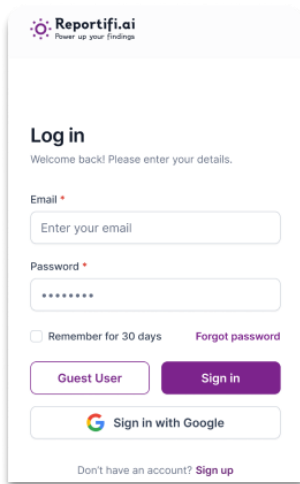 Reportifi.ai
Power up your findings
Log in
Welcome back! Please enter your details.
Email *
Enter your email
Password *
••••••••
Remember for 30 days Forgot password
Guest User Sign in
Sign in with Google
Don't have an account? Sign up